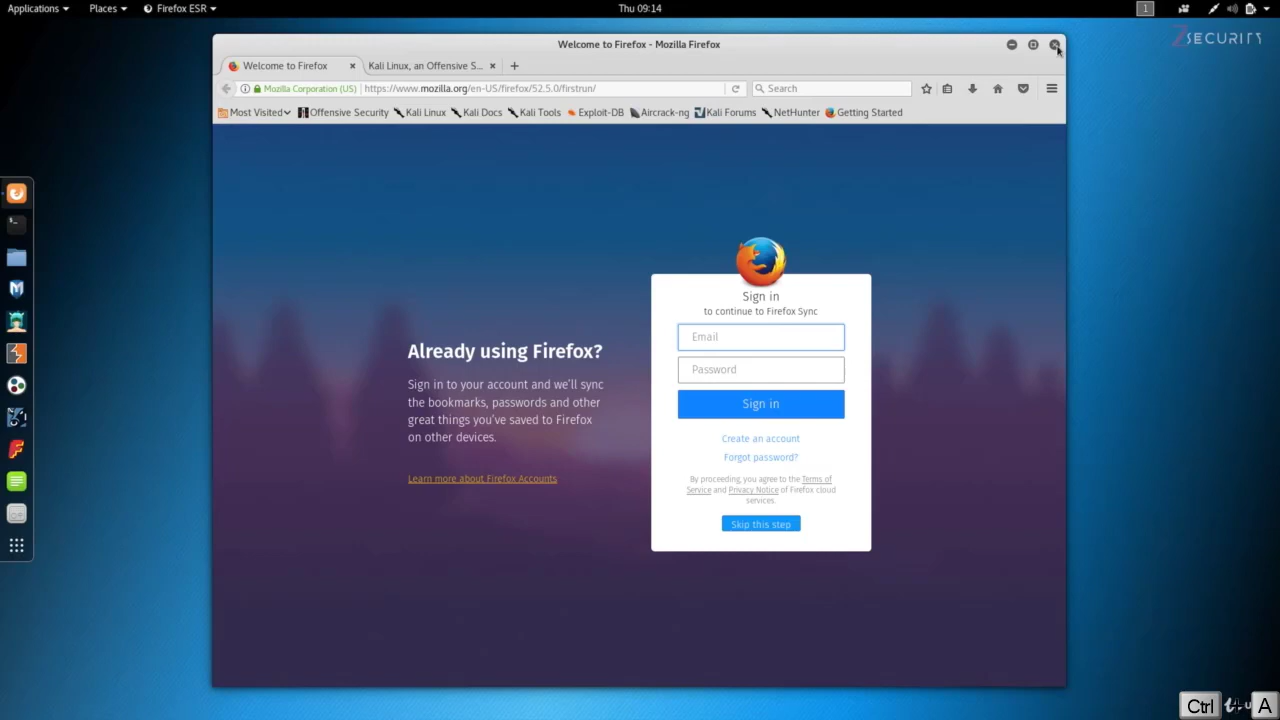 Applications
Places
Firefox ESR
Thu 09:14
1
ZSECURITY
Welcome to Firefox - Mozilla Firefox
Welcome to Firefox
Kali Linux, an Offensive S...
Mozilla Corporation (US)
https://www.mozilla.org/en-US/firefox/52.5.0/firstrun/
Search
Most Visited
Offensive Security
Kali Linux
Kali Docs
Kali Tools
Exploit-DB
Aircrack-ng
Kali Forums
NetHunter
Getting Started
Already using Firefox?
Sign in to your account and we'll sync
the bookmarks, passwords and other
great things you've saved to Firefox
on other devices.
Learn more about Firefox Accounts
Sign in
to continue to Firefox Sync
Email
Password
Sign in
Create an account
Forgot password?
By proceeding, you agree to the Terms of
Service and Privacy Notice of Firefox cloud
services.
Skip this step
Ctrl
A